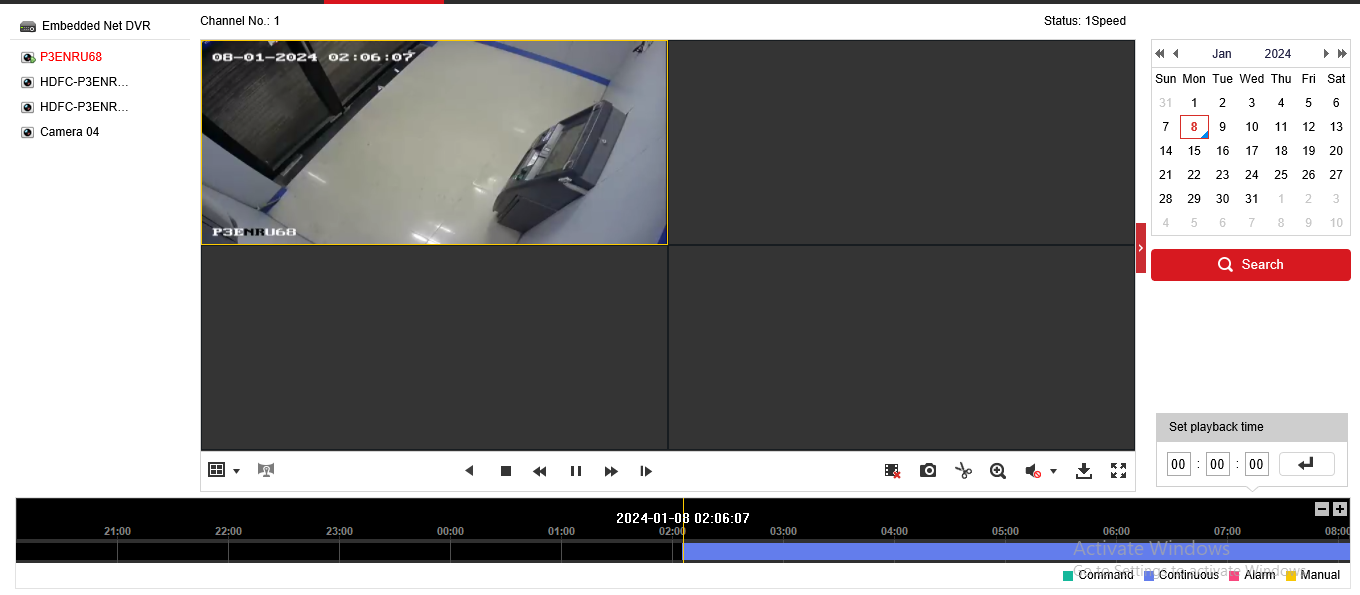 Embedded Net DVR
P3ENRU68
HDFC-P3ENR...
HDFC-P3ENR...
Camera 04
Channel No.: 1
Status: 1Speed
08-01-2024 02:06:07
P3ENRU68
Jan 2024
Sun Mon Tue Wed Thu Fri Sat
31 1 2 3 4 5 6
7 8 9 10 11 12 13
14 15 16 17 18 19 20
21 22 23 24 25 26 27
28 29 30 31 1 2 3
4 5 6 7 8 9 10
Search
Set playback time
00 : 00 : 00
2024-01-08 02:06:07
21:00 22:00 23:00 00:00 01:00 02:00 03:00 04:00 05:00 06:00 07:00 08:00
Activate Windows
Go to Settings to activate Windows.
Command Continuous Alarm Manual